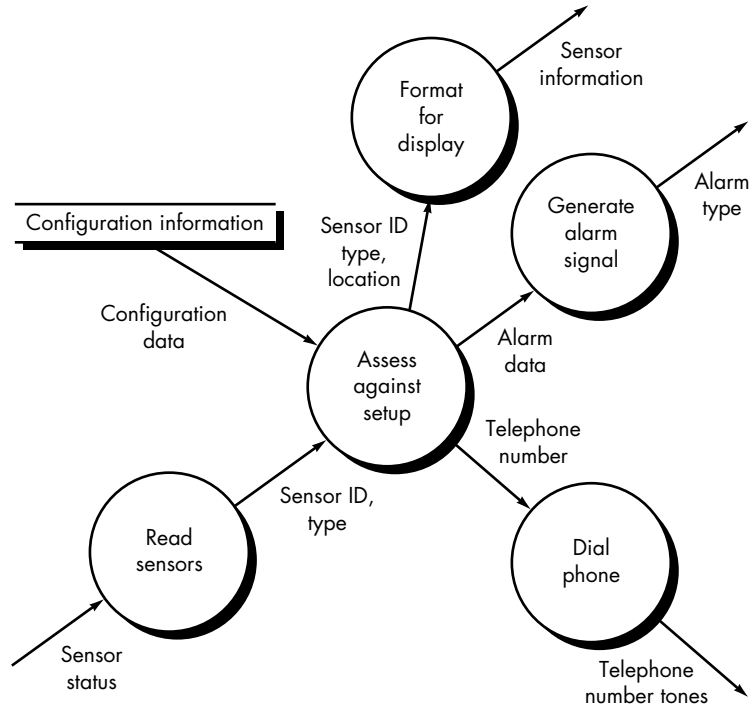 Format
for
display
Sensor
information
Generate
alarm
signal
Alarm
type
Configuration information
Sensor ID
type,
location
Configuration
data
Alarm
data
Assess
against
setup
Telephone
number
Sensor ID,
type
Read
sensors
Dial
phone
Sensor
status
Telephone
number tones